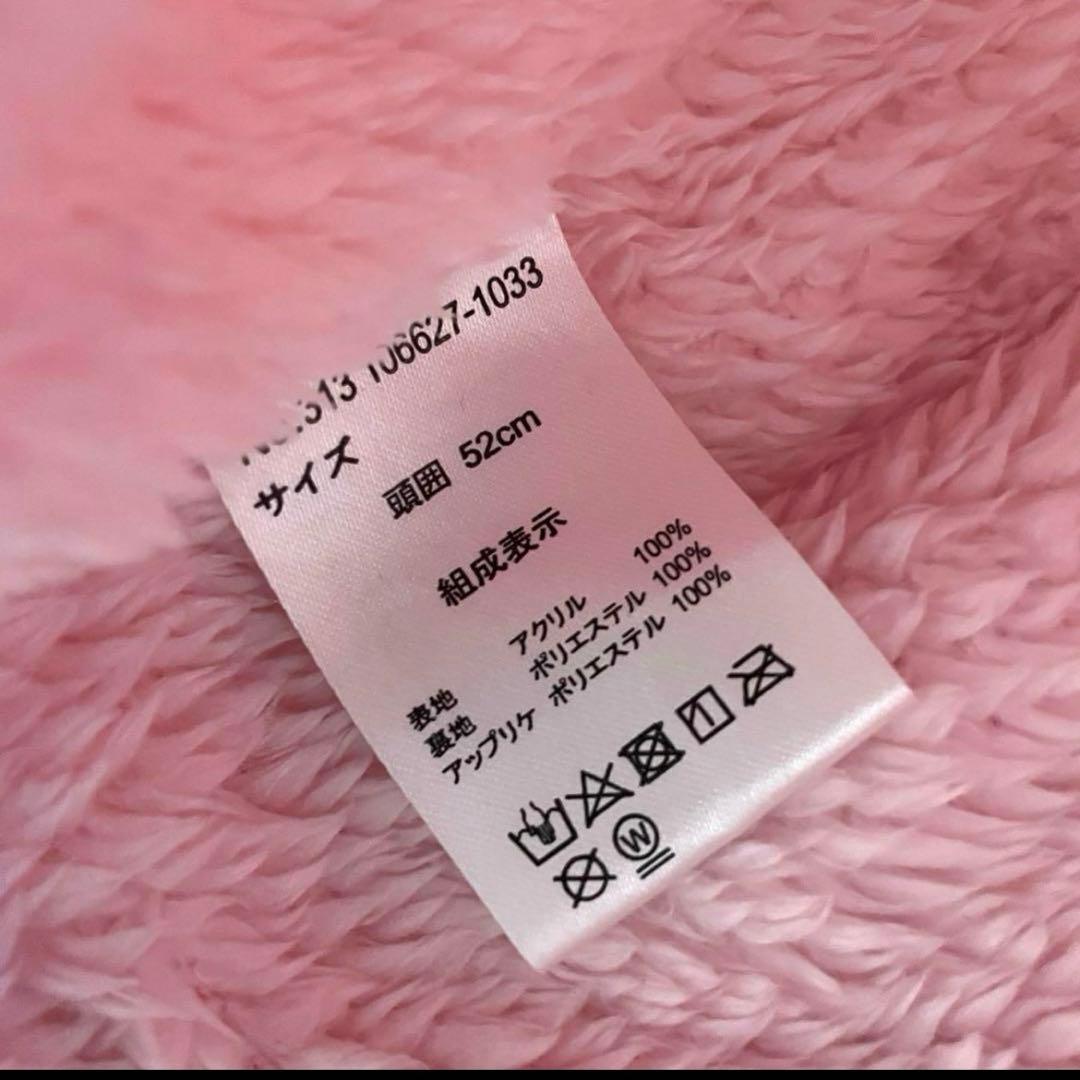 513 106627-1033
サイズ
頭囲 52cm
組成表示
表地 アクリル 100%
裏地 ポリエステル 100%
アップリケ ポリエステル 100%
W